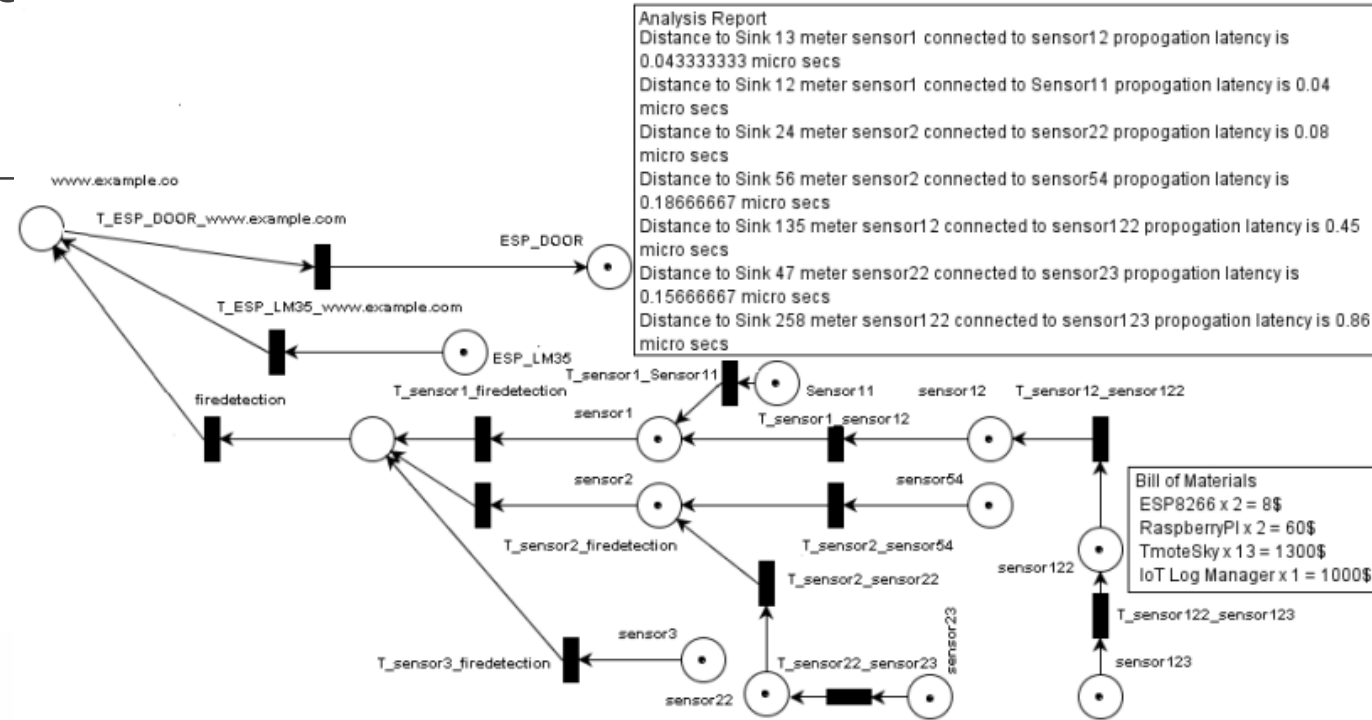 Analysis Report
Distance to Sink 13 meter sensor1 connected to sensor12 propogation latency is
0.043333333 micro secs
Distance to Sink 12 meter sensor1 connected to Sensor11 propogation latency is 0.04
micro secs
Distance to Sink 24 meter sensor2 connected to sensor22 propogation latency is 0.08
micro secs
Distance to Sink 56 meter sensor2 connected to sensor54 propogation latency is
0.18666667 micro secs
Distance to Sink 135 meter sensor12 connected to sensor122 propogation latency is 0.45
micro secs
Distance to Sink 47 meter sensor22 connected to sensor23 propogation latency is
0.15666667 micro secs
Distance to Sink 258 meter sensor122 connected to sensor123 propogation latency is 0.86
micro secs
www.example.co
T_ESP_DOOR_www.example.com
ESP_DOOR
T_ESP_LM35_www.example.com
ESP_LM35
firedetection
T_sensor1_firedetection
T_sensor1_Sensor11
Sensor11
sensor1
T_sensor1_sensor12
sensor12
T_sensor12_sensor122
sensor2
sensor54
T_sensor2_firedetection
T_sensor2_sensor54
Bill of Materials
ESP8266 x 2 = 8$
RaspberryPI x 2 = 60$
TmoteSky x 13 = 1300$
IoT Log Manager x 1 = 1000$
sensor122
T_sensor2_sensor22
T_sensor122_sensor123
sensor3
T_sensor3_firedetection
T_sensor22_sensor23
sensor23
sensor123
sensor22